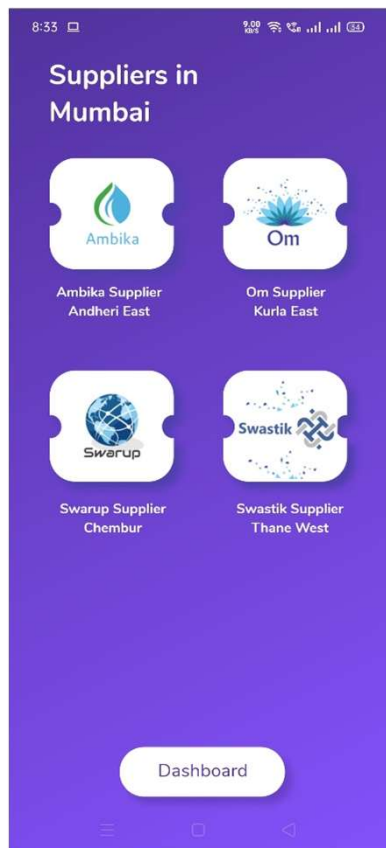 8:33 9.00 KB/S 34
Suppliers in
Mumbai
Ambika Om
Ambika Supplier Om Supplier
Andheri East Kurla East
Swarup Swastik
Swarup Supplier Swastik Supplier
Chembur Thane West
Dashboard